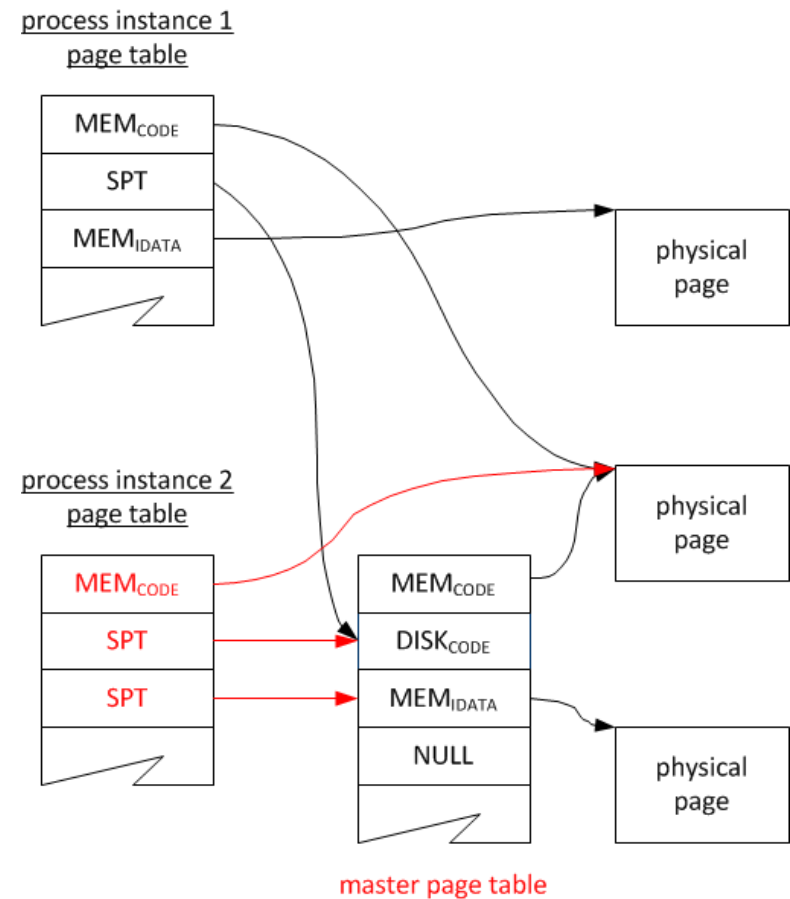 process instance 1
page table
MEMCODE
SPT
MEMIDATA
physical
page
process instance 2
page table
physical
page
MEMCODE
SPT
SPT
MEMCODE
DISKCODE
MEMIDATA
NULL
physical
page
master page table